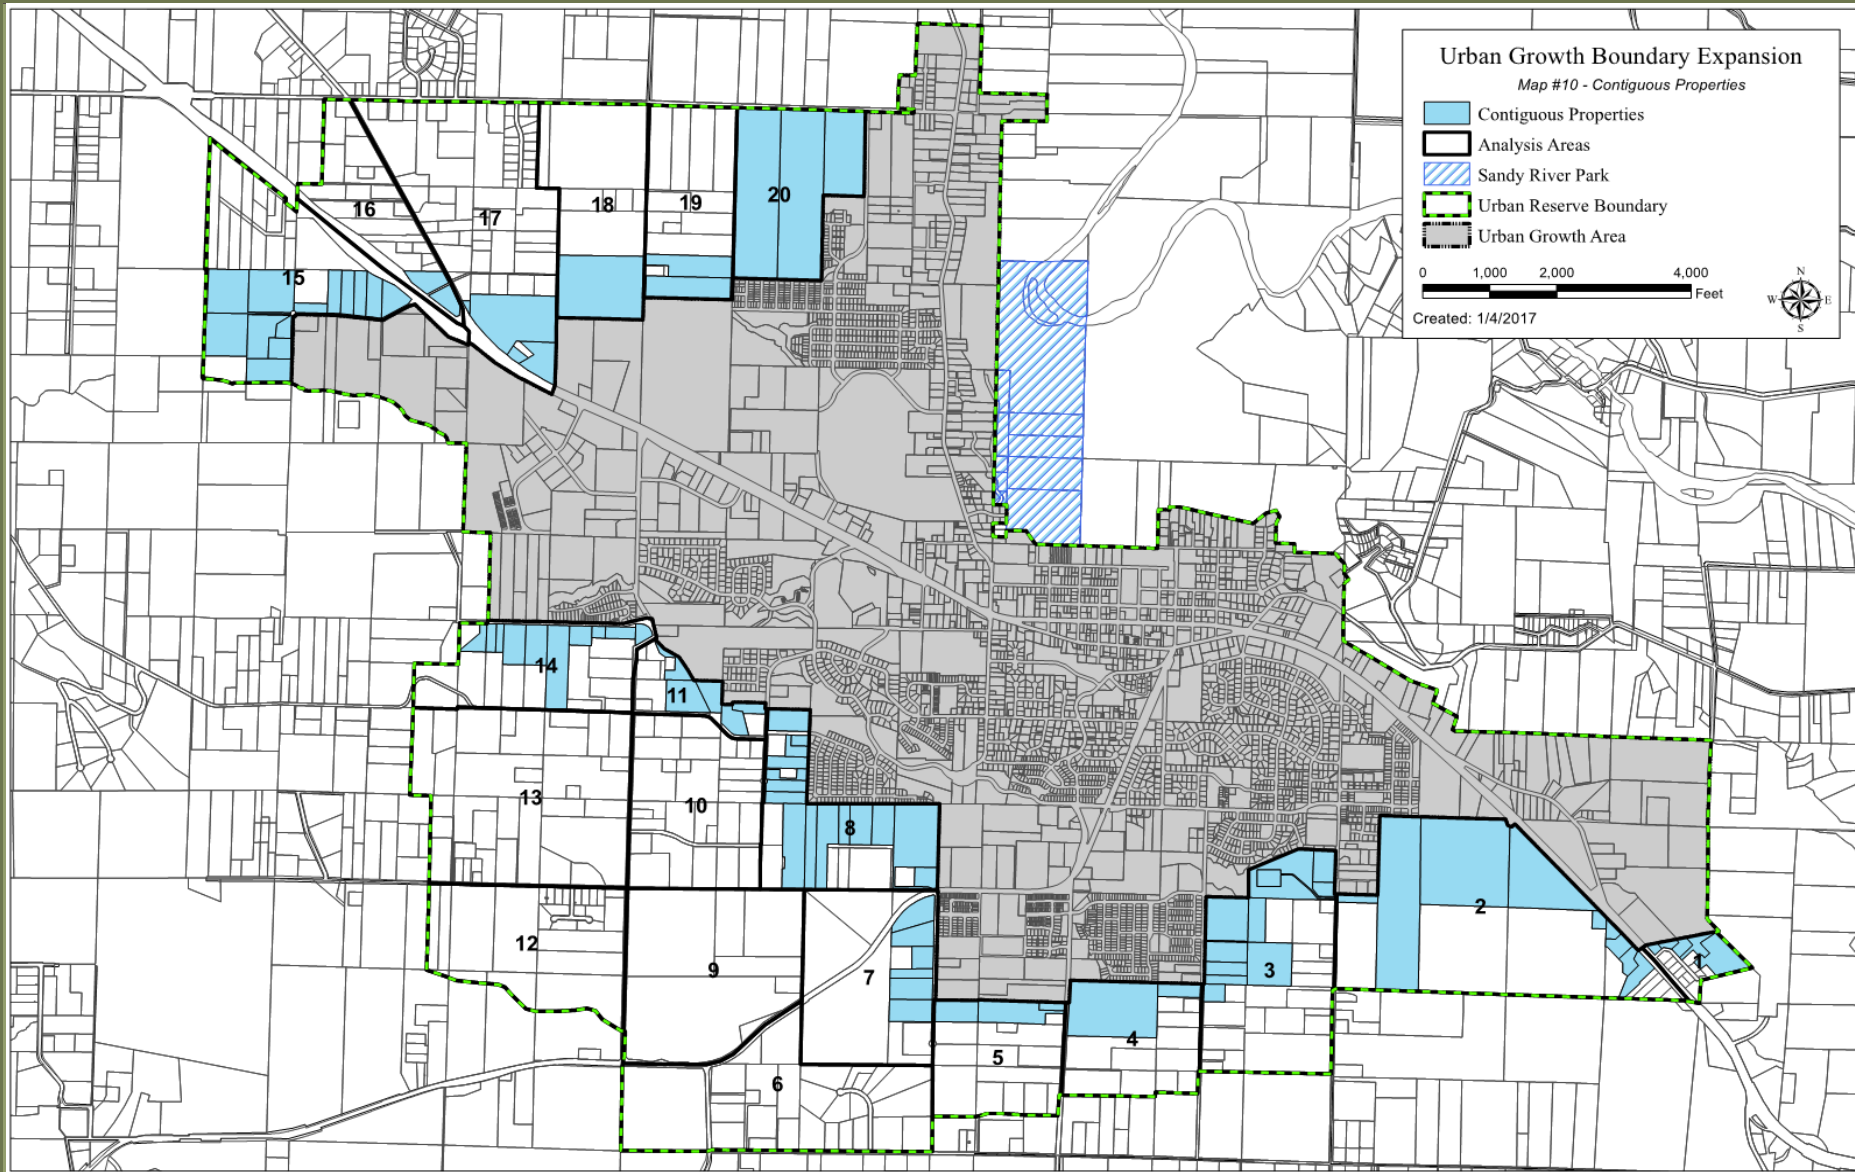 Urban Growth Boundary Expansion
Map #10 - Contiguous Properties
Contiguous Properties
Analysis Areas
Sandy River Park
Urban Reserve Boundary
Urban Growth Area
0 1,000 2,000 4,000
Feet
Created: 1/4/2017
N
W E
S
20
19
18
16
17
15
14
11
13
10
8
2
12
1
9
3
7
4
5
6